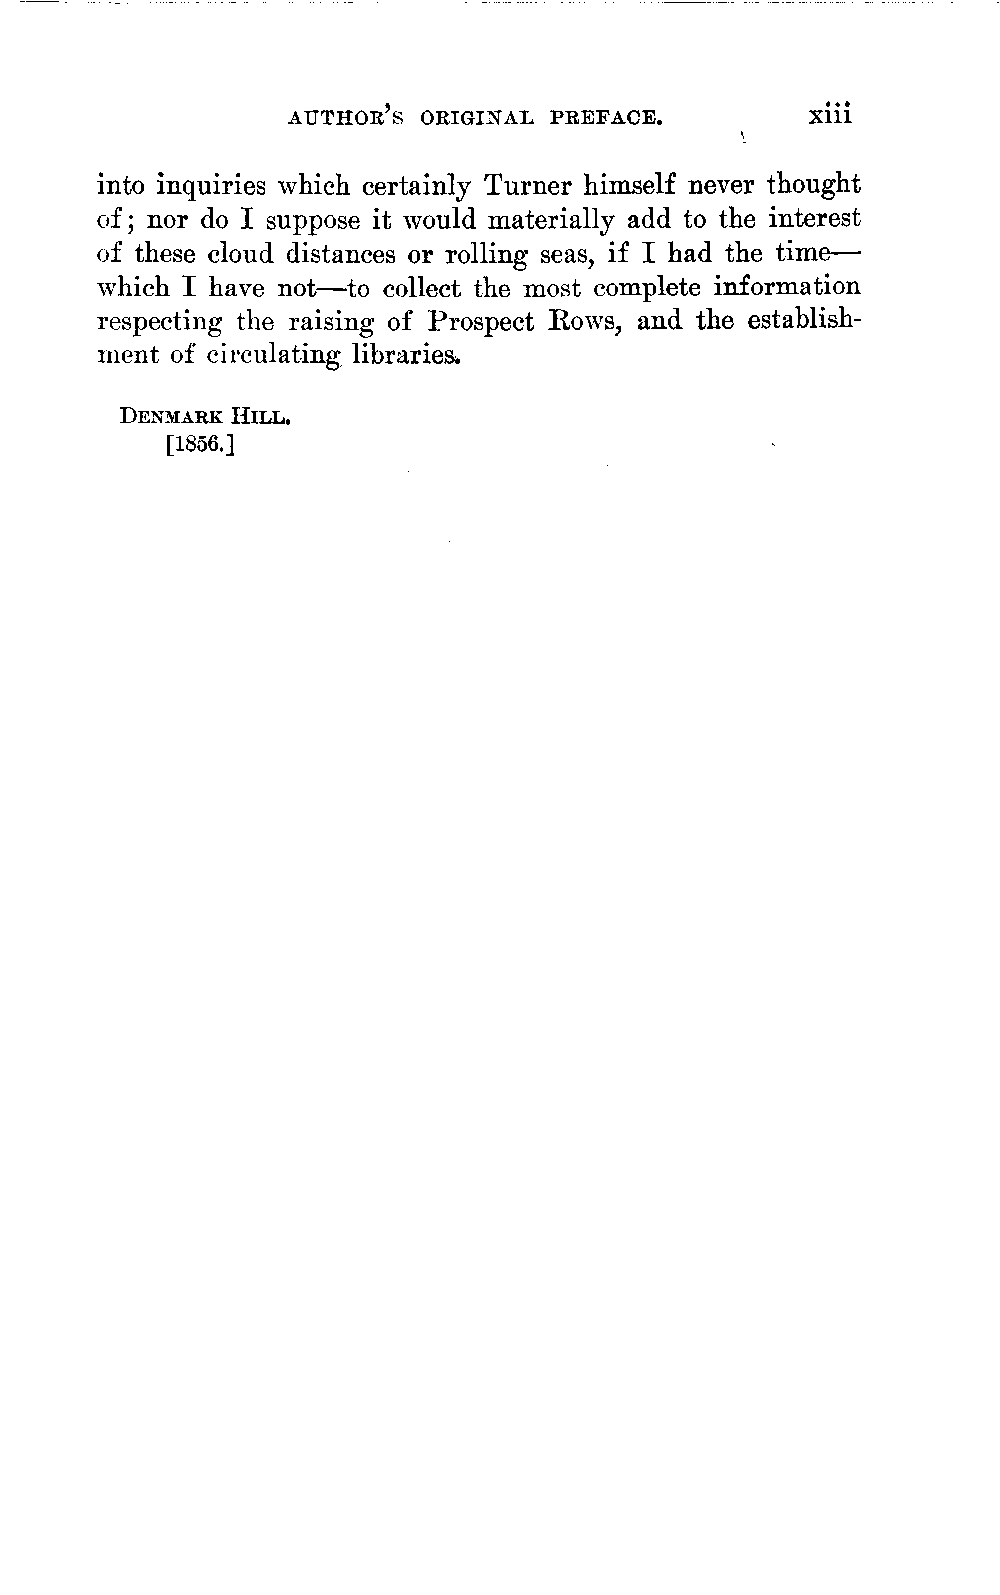 AUTHOR'S ORIGINAL PREFACE. xiii
into inquiries which certainly Turner himself never thought
of; nor do I suppose it would materially add to the interest
of these cloud distances or rolling seas, if I had the time—
which I have not—to collect the most complete information
respecting the raising of Prospect Rows, and the establish-
ment of circulating libraries.
DENMARK HILL.
[1856.]